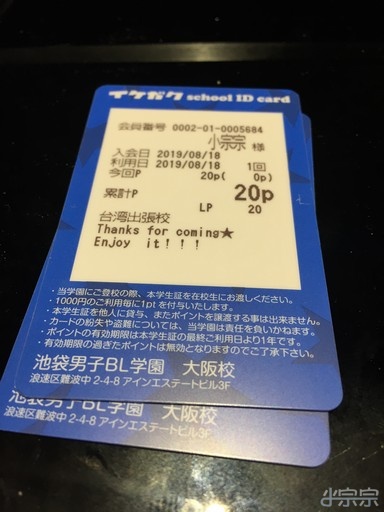 イケガク school ID card
会員番号 0002-01-0005684
小宗宗 様
入会日 2019/08/18
利用日 2019/08/18 1回
今回P 20p( 0p)
累計P 20p
LP 20
台湾出張校
Thanks for coming★
Enjoy it!!!
・当学園にご登校の際、本学生証を在校生にお渡しください。
・1000円のご利用毎に1ptを付与いたします。
・本学生証を他人に貸与、またポイントを譲渡する事は出来ません。
・カードの紛失や盗難については、当学園は責任を負いかねます。
・ポイントの有効期限は本学生証の最終ご利用日より1年です。
・有効期限の過ぎたポイントは無効となりますのでご了承下さい。
池袋男子BL学園 大阪校
浪速区難波中2-4-8アインエステートビル3F
池袋男子BL学園 大阪校
浪速区難波中2-4-8アインエステートビル3F
小宗宗